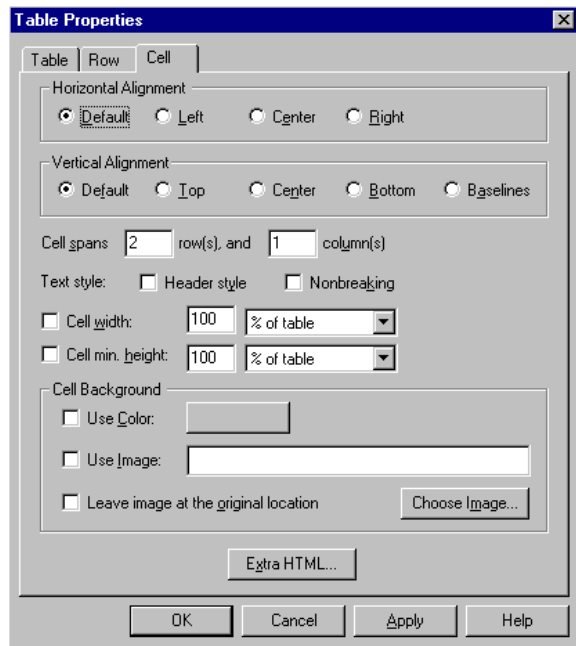 Table Properties
Table Row Cell
Horizontal Alignment
Default Left Center Right
Vertical Alignment
Default Top Center Bottom Baselines
Cell spans 2 row(s), and 1 column(s)
Text style: Header style Nonbreaking
Cell width: 100 % of table
Cell min. height: 100 % of table
Cell Background
Use Color:
Use Image:
Leave image at the original location Choose Image...
Extra HTML...
OK Cancel Apply Help